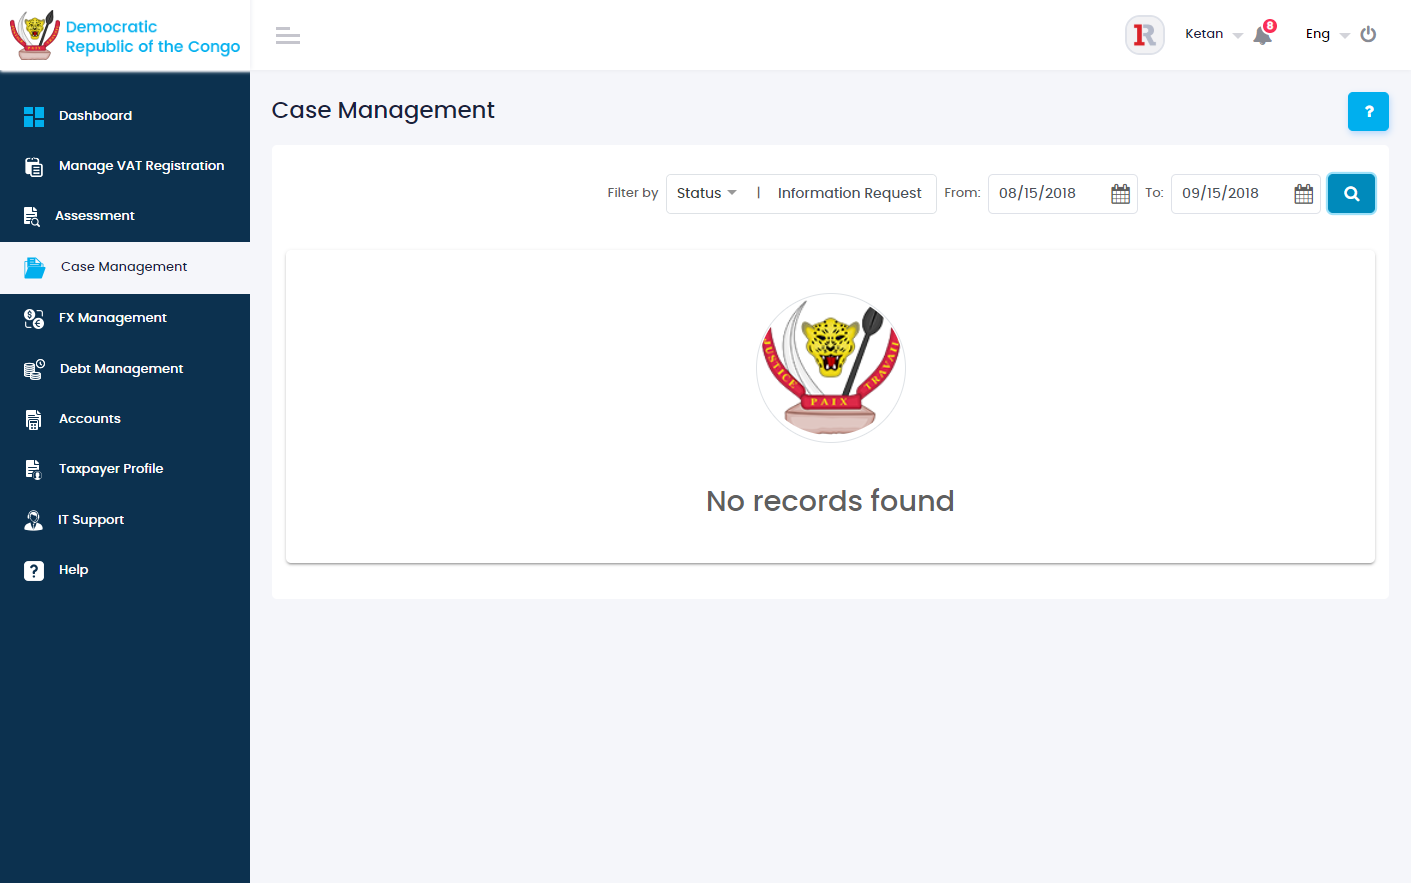 Democratic
Republic of the Congo
Ketan
8
Eng
Dashboard
Manage VAT Registration
Assessment
Case Management
FX Management
Debt Management
Accounts
Taxpayer Profile
IT Support
? Help
Case Management
?
Filter by Status | Information Request From: 08/15/2018 To: 09/15/2018
JUSTICE PAIX TRAVAIL
No records found